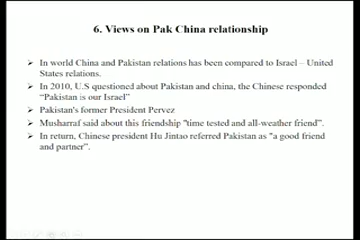 6. Views on Pak China relationship
➢ In world China and Pakistan relations has been compared to Israel – United
States relations.
➢ In 2010, U.S questioned about Pakistan and china, the Chinese responded
"Pakistan is our Israel"
➢ Pakistan's former President Pervez
➢ Musharraf said about this friendship "time tested and all-weather friend".
➢ In return, Chinese president Hu Jintao referred Pakistan as "a good friend
and partner".